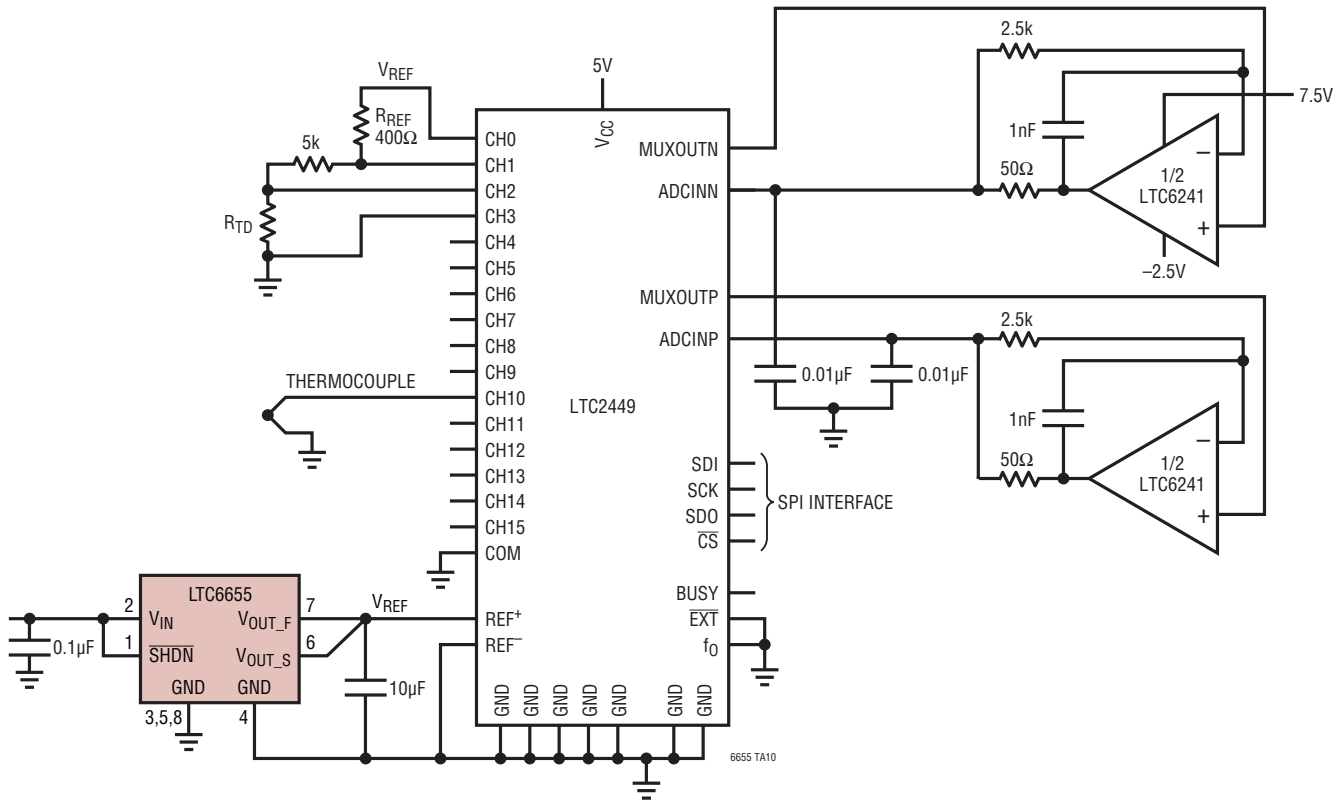 VREF
RREF
400Ω
5k
RTD
5V
VCC
CH0
CH1
CH2
CH3
CH4
CH5
CH6
CH7
CH8
CH9
CH10
CH11
CH12
CH13
CH14
CH15
COM
REF+
REF−
THERMOCOUPLE
LTC2449
MUXOUTN
ADCINN
MUXOUTP
ADCINP
SDI
SCK
SDO
CS
SPI INTERFACE
BUSY
EXT
fO
GND
GND
GND
GND
GND
GND
GND
2.5k
1nF
50Ω
7.5V
−
1/2
LTC6241
+
−2.5V
2.5k
1nF
50Ω
−
1/2
LTC6241
+
0.01µF
0.01µF
LTC6655
2
VIN
1
SHDN
VOUT_F
7
VOUT_S
6
GND
GND
3,5,8
4
0.1µF
VREF
10µF
6655 TA10